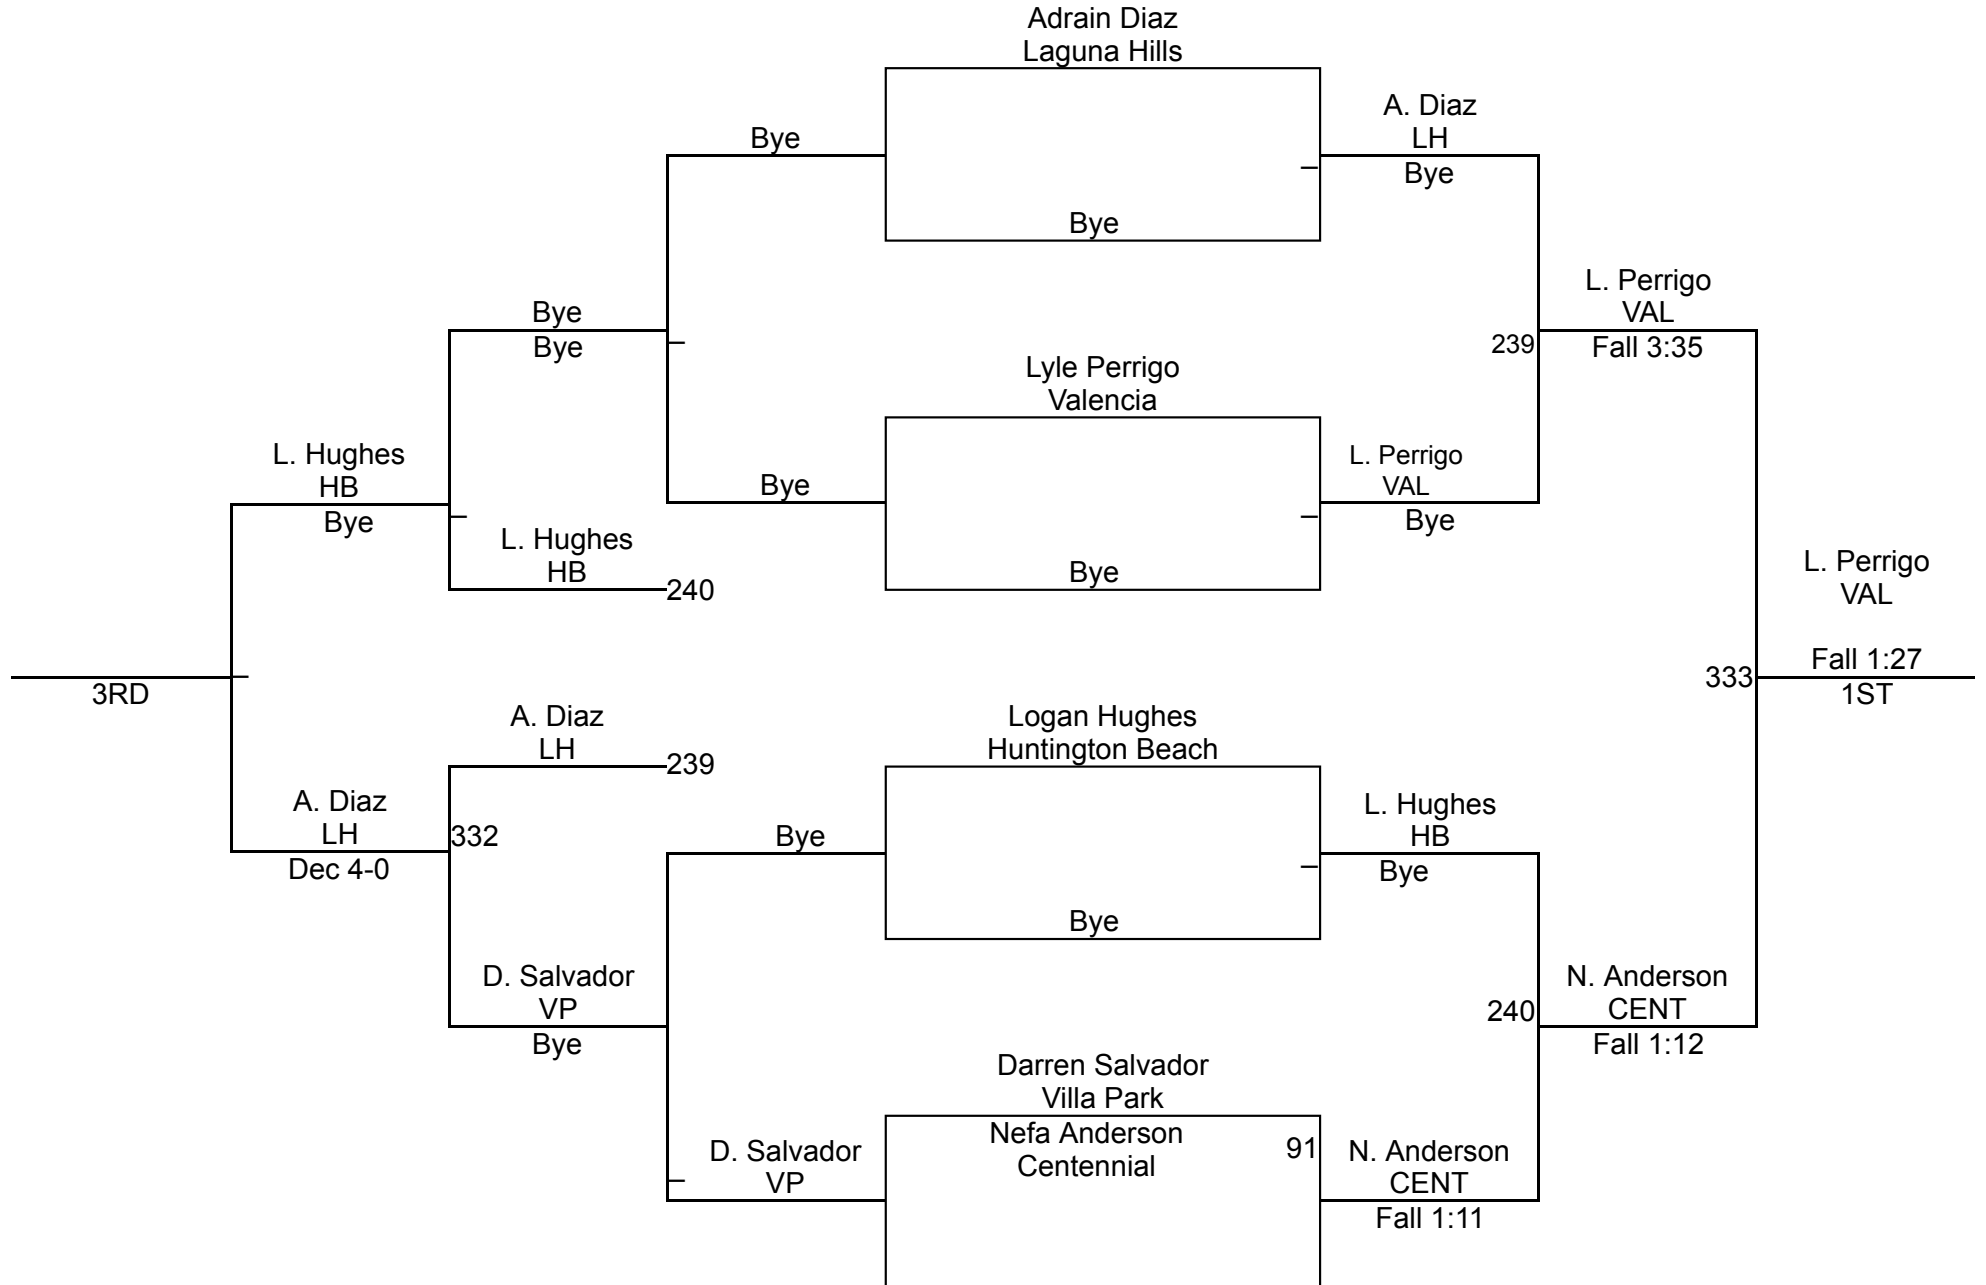 Adrain Diaz
Laguna Hills
A. Diaz
LH
Bye
Bye
Bye
Bye
L. Perrigo
VAL
Fall 3:35
Bye
Bye
239
Lyle Perrigo
Valencia
L. Hughes
HB
Bye
Bye
L. Perrigo
VAL
Bye
L. Hughes
HB
240
Bye
L. Perrigo
VAL
Fall 1:27
1ST
333
3RD
A. Diaz
LH
239
Logan Hughes
Huntington Beach
A. Diaz
LH
Dec 4-0
332
Bye
L. Hughes
HB
Bye
Bye
D. Salvador
VP
Bye
240
N. Anderson
CENT
Fall 1:12
Darren Salvador
Villa Park
Nefa Anderson
Centennial
91
D. Salvador
VP
N. Anderson
CENT
Fall 1:11